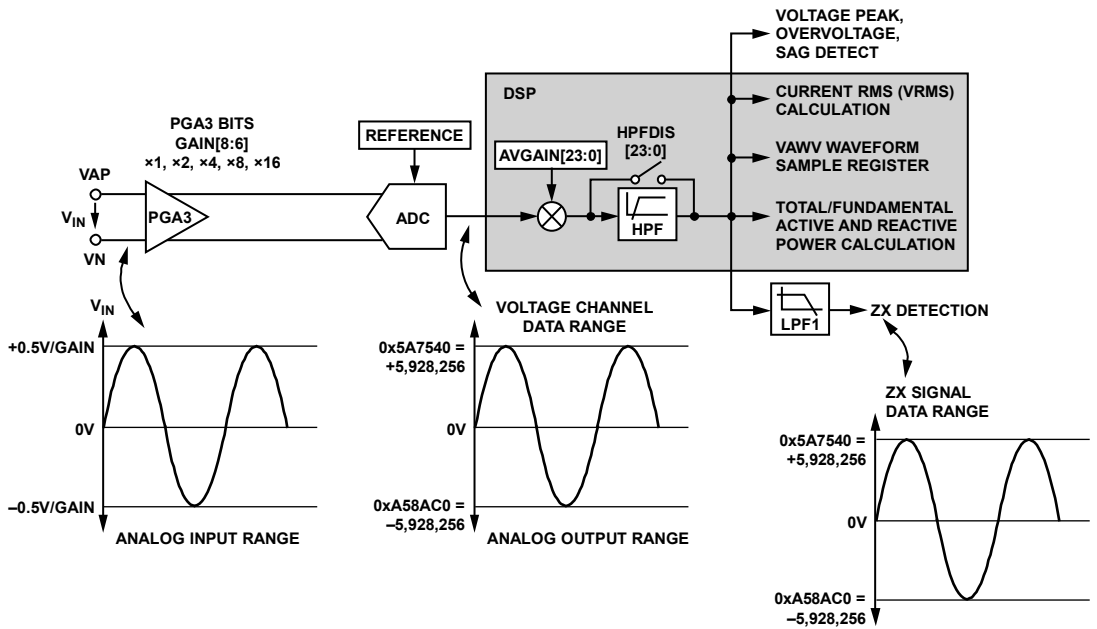 VOLTAGE PEAK,
OVERVOLTAGE,
SAG DETECT
DSP
CURRENT RMS (VRMS)
CALCULATION
PGA3 BITS
GAIN[8:6]
×1, ×2, ×4, ×8, ×16
REFERENCE
HPFDIS
[23:0]
AVGAIN[23:0]
VAWV WAVEFORM
SAMPLE REGISTER
VAP
VIN
VN
PGA3
ADC
HPF
TOTAL/FUNDAMENTAL
ACTIVE AND REACTIVE
POWER CALCULATION
LPF1
ZX DETECTION
VIN
+0.5V/GAIN
0V
–0.5V/GAIN
ANALOG INPUT RANGE
VOLTAGE CHANNEL
DATA RANGE
0x5A7540 =
+5,928,256
0V
0xA58AC0 =
–5,928,256
ANALOG OUTPUT RANGE
ZX SIGNAL
DATA RANGE
0x5A7540 =
+5,928,256
0V
0xA58AC0 =
–5,928,256